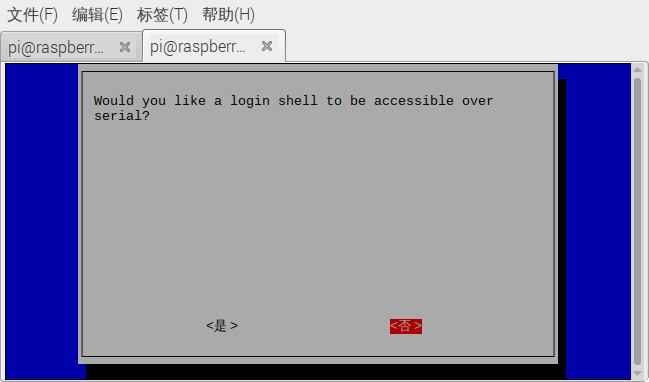 文件(F) 编辑(E) 标签(T) 帮助(H)
pi@raspberr... pi@raspberr...
Would you like a login shell to be accessible over
serial?
<是> <否>